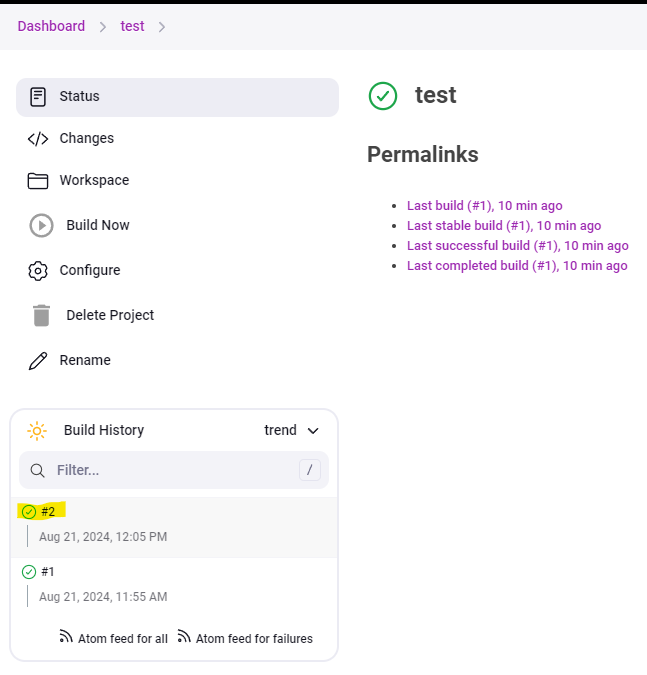 Dashboard > test >
Status
Changes
Workspace
Build Now
Configure
Delete Project
Rename
Build History trend
Filter... /
#2
Aug 21, 2024, 12:05 PM
#1
Aug 21, 2024, 11:55 AM
Atom feed for all Atom feed for failures
test
Permalinks
Last build (#1), 10 min ago
Last stable build (#1), 10 min ago
Last successful build (#1), 10 min ago
Last completed build (#1), 10 min ago